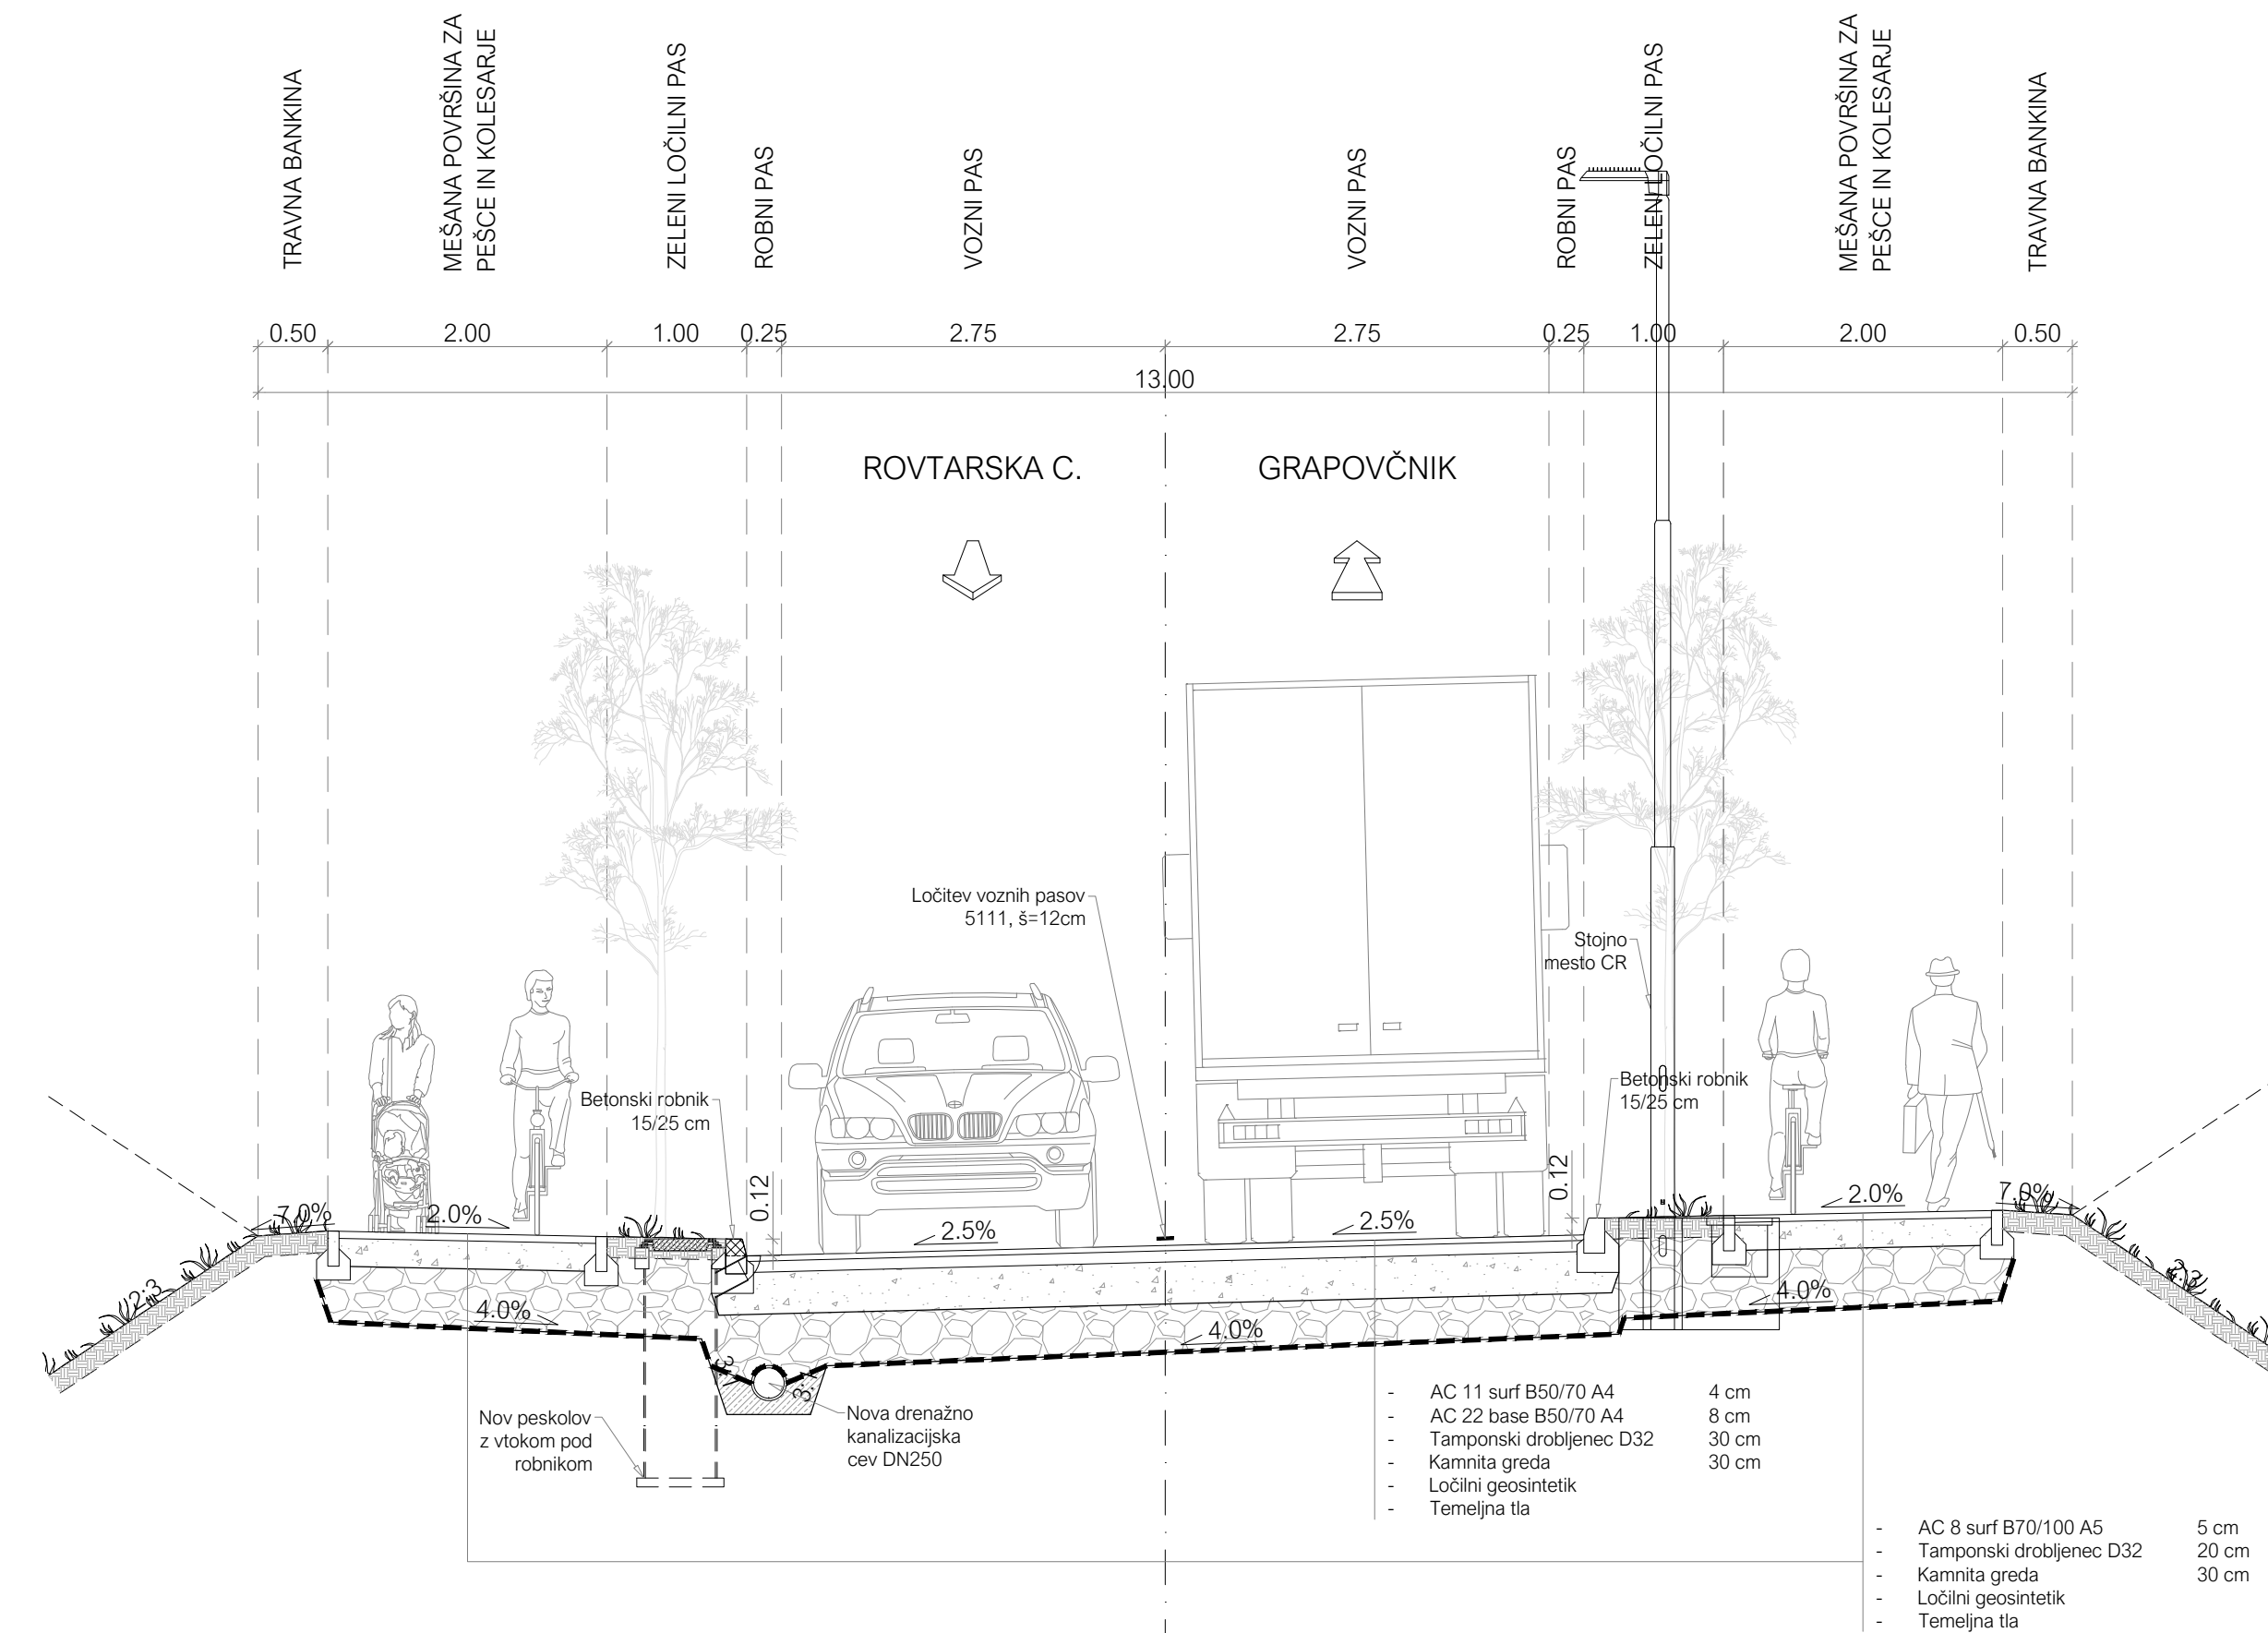 TRAVNA BANKINA
MEŠANA POVRŠINA ZA
PEŠCE IN KOLESARJE
ZELENI LOČILNI PAS
ROBNI PAS
VOZNI PAS
VOZNI PAS
ROBNI PAS
ZELENI LOČILNI PAS
MEŠANA POVRŠINA ZA
PEŠCE IN KOLESARJE
TRAVNA BANKINA
0.50 2.00 1.00 0.25 2.75 2.75 0.25 1.00 2.00 0.50
13.00
ROVTARSKA C. GRAPOVČNIK
Ločitev voznih pasov
5111, š=12cm
Stojno
mesto CR
Betonski robnik
15/25 cm
Betonski robnik
15/25 cm
0.12
0.12
7.0% 2.0% 2.5% 2.5% 2.0% 7.0%
2:3
2:3
4.0% 4.0% 4.0%
3:1
3:1
Nov peskolov
z vtokom pod
robnikom
Nova drenažno
kanalizacijska
cev DN250
- AC 11 surf B50/70 A4 4 cm
- AC 22 base B50/70 A4 8 cm
- Tamponski drobljenec D32 30 cm
- Kamnita greda 30 cm
- Ločilni geosintetik
- Temeljna tla
- AC 8 surf B70/100 A5 5 cm
- Tamponski drobljenec D32 20 cm
- Kamnita greda 30 cm
- Ločilni geosintetik
- Temeljna tla